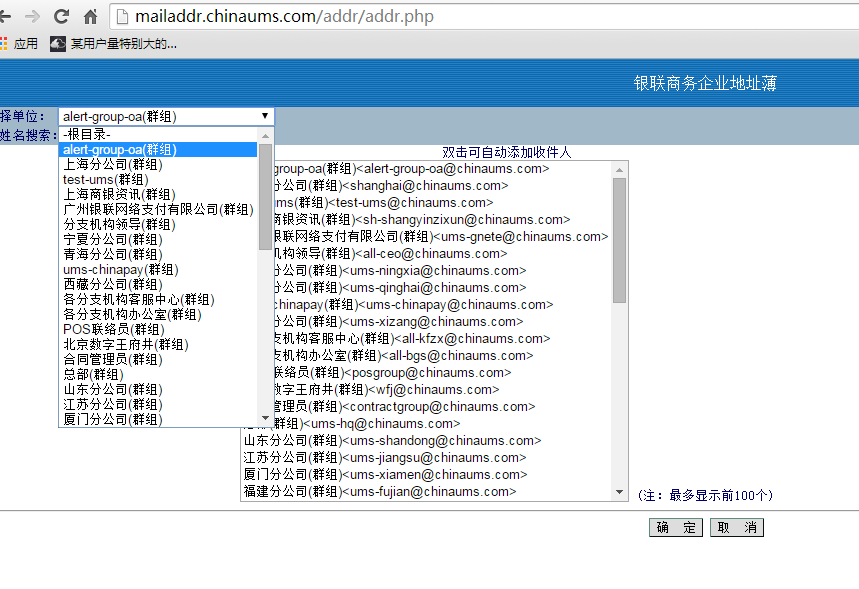 mailaddr.chinaums.com/addr/addr.php
应用 某用户量特别大的...
银联商务企业地址薄
择单位： alert-group-oa(群组)
姓名搜索：
-根目录-
alert-group-oa(群组)
上海分公司(群组)
test-ums(群组)
上海商银资讯(群组)
广州银联网络支付有限公司(群组)
分支机构领导(群组)
宁夏分公司(群组)
青海分公司(群组)
ums-chinapay(群组)
西藏分公司(群组)
各分支机构客服中心(群组)
各分支机构办公室(群组)
POS联络员(群组)
北京数字王府井(群组)
合同管理员(群组)
总部(群组)
山东分公司(群组)
江苏分公司(群组)
厦门分公司(群组)
双击可自动添加收件人
group-oa(群组)<alert-group-oa@chinaums.com>
分公司(群组)<shanghai@chinaums.com>
ms(群组)<test-ums@chinaums.com>
商银资讯(群组)<sh-shangyinzixun@chinaums.com>
银联网络支付有限公司(群组)<ums-gnete@chinaums.com>
机构领导(群组)<all-ceo@chinaums.com>
分公司(群组)<ums-ningxia@chinaums.com>
分公司(群组)<ums-qinghai@chinaums.com>
chinapay(群组)<ums-chinapay@chinaums.com>
分公司(群组)<ums-xizang@chinaums.com>
支机构客服中心(群组)<all-kfzx@chinaums.com>
支机构办公室(群组)<all-bgs@chinaums.com>
联络员(群组)<posgroup@chinaums.com>
数字王府井(群组)<wfj@chinaums.com>
管理员(群组)<contractgroup@chinaums.com>
(群组)<ums-hq@chinaums.com>
山东分公司(群组)<ums-shandong@chinaums.com>
江苏分公司(群组)<ums-jiangsu@chinaums.com>
厦门分公司(群组)<ums-xiamen@chinaums.com>
福建分公司(群组)<ums-fujian@chinaums.com>
(注：最多显示前100个)
确 定 取 消